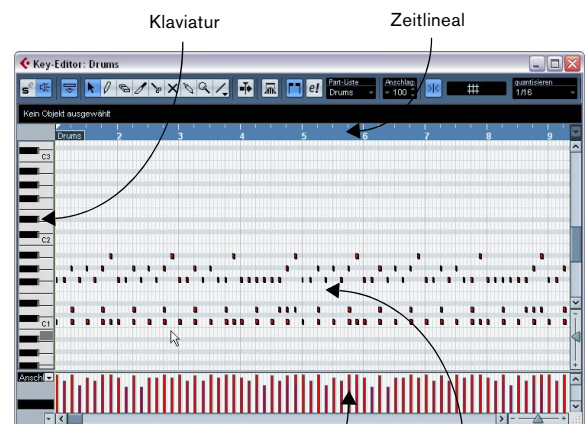 Klaviatur
Zeitlineal
Key-Editor: Drums
Part-Liste
Drums
Anschlag:
100
quantisieren
1/16
Kein Objekt ausgewählt
Drums 2 3 4 5 6 7 8 9
C3
C2
C1
Anschl